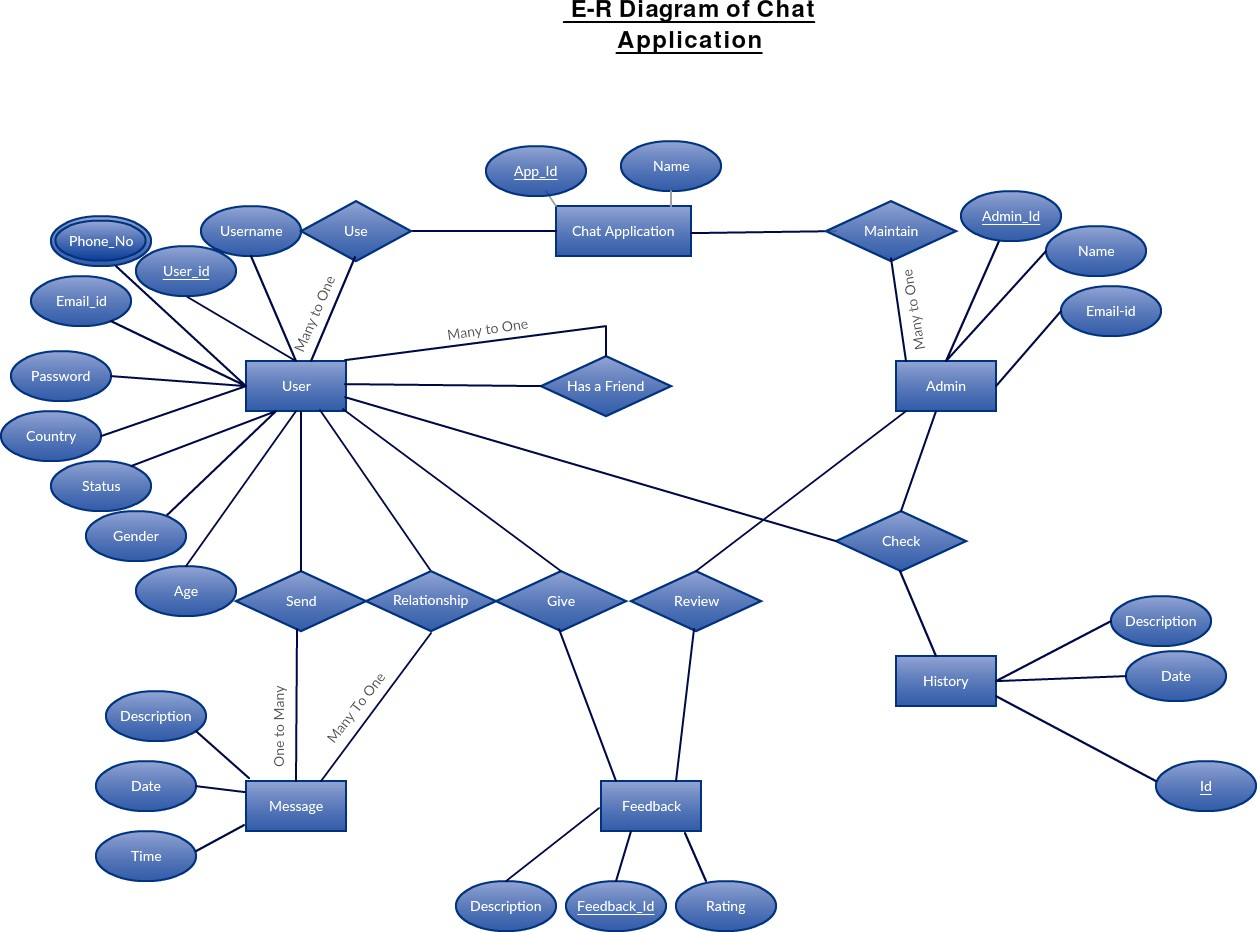 E-R Diagram of Chat
Application
App_Id
Name
Phone_No
Username
Use
Chat Application
Maintain
Admin_Id
Name
User_id
Email_id
Many to One
Many to One
Email-id
Many to One
Password
User
Has a Friend
Admin
Country
Status
Gender
Check
Age
Send
Relationship
Give
Review
Description
History
Date
One to Many
Many To One
Description
Date
Id
Message
Feedback
Time
Description
Feedback_Id
Rating